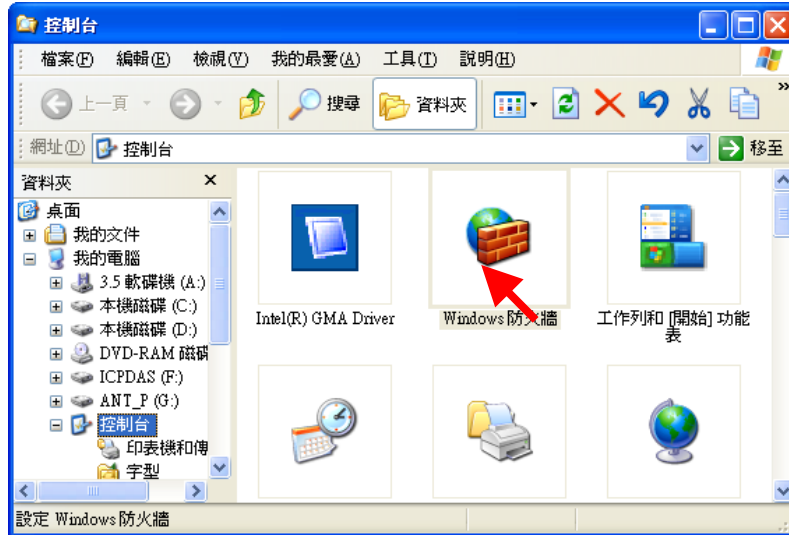 控制台
檔案(F) 編輯(E) 檢視(V) 我的最愛(A) 工具(T) 說明(H)
上一頁 搜尋 資料夾 »
網址(D) 控制台 移至
資料夾 ×
桌面
我的文件
我的電腦
3.5 軟碟機 (A:)
本機磁碟 (C:)
本機磁碟 (D:)
DVD-RAM 磁碟
ICPDAS (F:)
ANT_P (G:)
控制台
印表機和傳
字型
Intel(R) GMA Driver
Windows 防火牆
工作列和 [開始] 功能
表
設定 Windows 防火牆